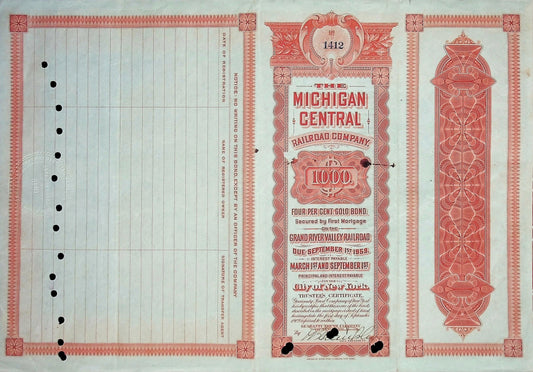 DATE OF REGISTRATION
NAME OF REGISTERED OWNER
SIGNATURE OF TRANSFER AGENT
NOTICE: NO WRITING ON THIS BOND, EXCEPT BY AN OFFICER OF THE COMPANY
No
1412
THE
MICHIGAN
CENTRAL
RAILROAD COMPANY.
1000.
FOUR PER CENT. GOLD BOND.
Secured by First Mortgage
ON THE
GRAND RIVER VALLEY RAILROAD.
DUE SEPTEMBER 1ST 1959.
INTEREST PAYABLE
MARCH 1ST AND SEPTEMBER 1ST.
PRINCIPAL AND INTEREST PAYABLE
City of New York.
TRUSTEE'S CERTIFICATE.